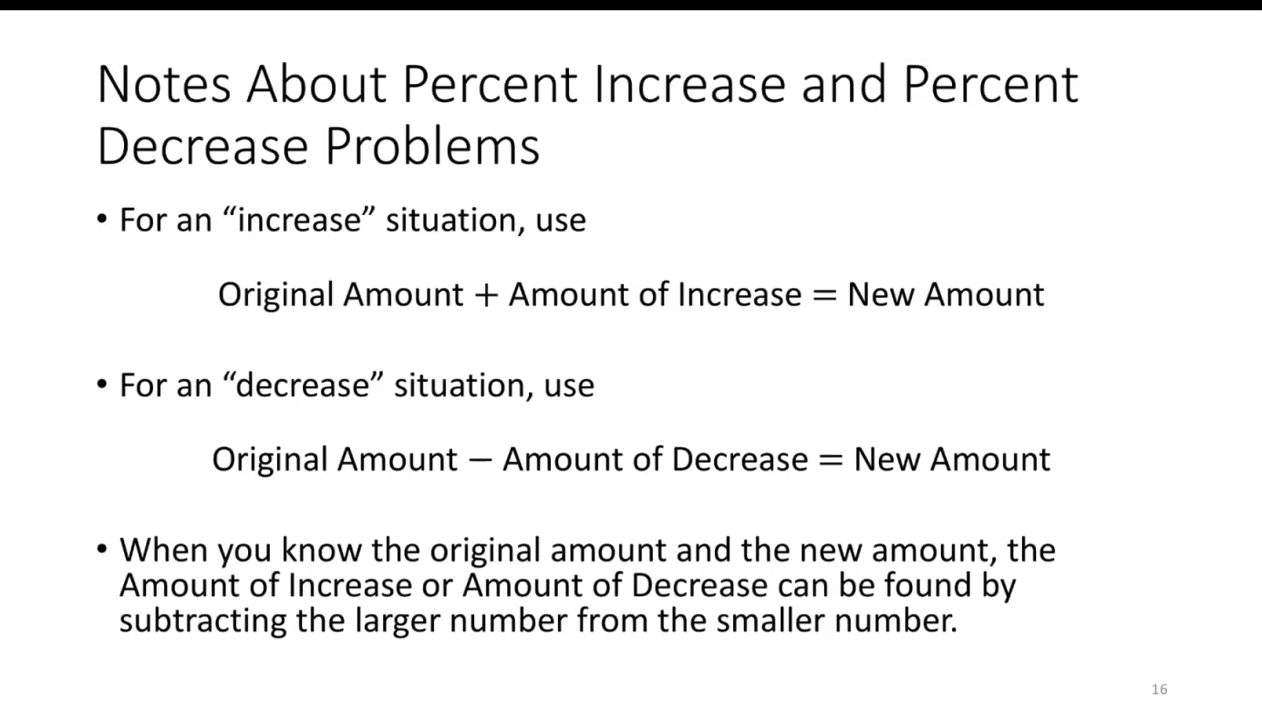 Notes About Percent Increase and Percent
Decrease Problems
• For an “increase” situation, use
Original Amount + Amount of Increase = New Amount
• For an “decrease” situation, use
Original Amount − Amount of Decrease = New Amount
• When you know the original amount and the new amount, the
Amount of Increase or Amount of Decrease can be found by
subtracting the larger number from the smaller number.
16